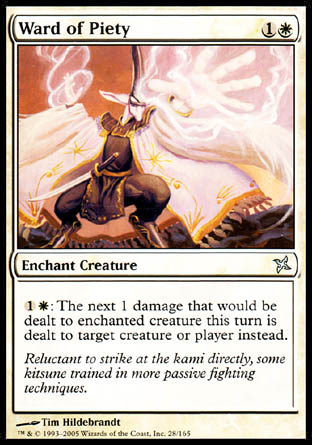 Ward of Piety 1
Enchant Creature
1 : The next 1 damage that would be
dealt to enchanted creature this turn is
dealt to target creature or player instead.
Reluctant to strike at the kami directly, some
kitsune trained in more passive fighting
techniques.
Tim Hildebrandt
™ & © 1993–2005 Wizards of the Coast, Inc. 28/165